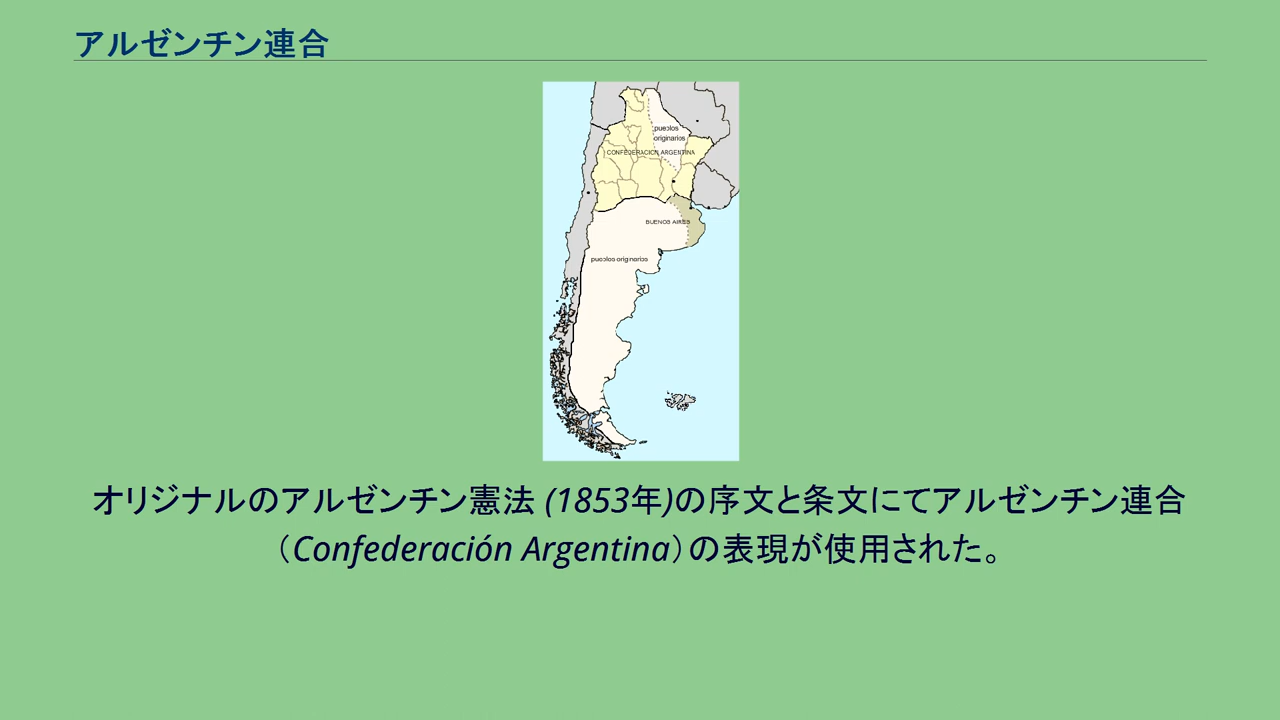 アルゼンチン連合
pueblos
originarios
CONFEDERACION ARGENTINA
BUENOS AIRES
pueblos originarios
オリジナルのアルゼンチン憲法 (1853年)の序文と条文にてアルゼンチン連合
（Confederación Argentina）の表現が使用された。